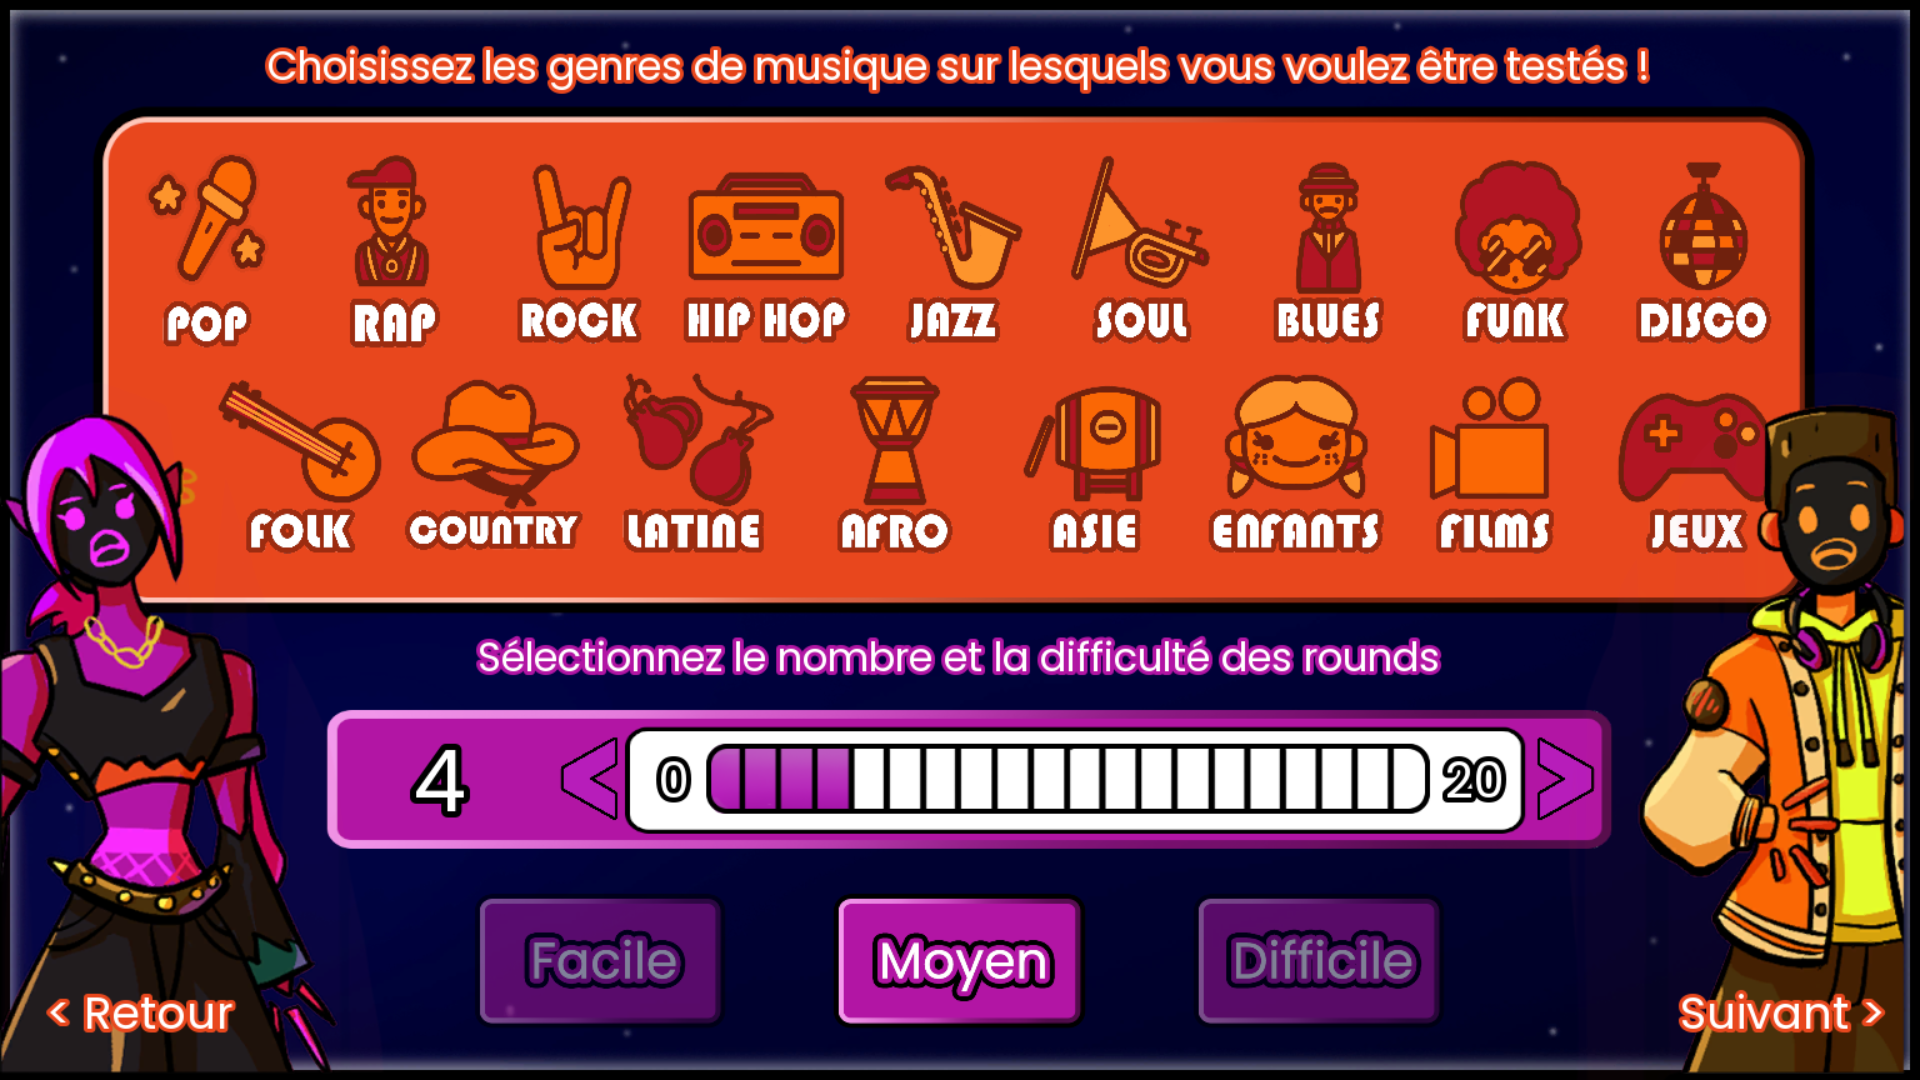 Choisissez les genres de musique sur lesquels vous voulez être testés !
POP RAP ROCK HIP HOP JAZZ SOUL BLUES FUNK DISCO
FOLK COUNTRY LATINE AFRO ASIE ENFANTS FILMS JEUX
Sélectionnez le nombre et la difficulté des rounds
4 < 0 20 >
Facile Moyen Difficile
< Retour Suivant >